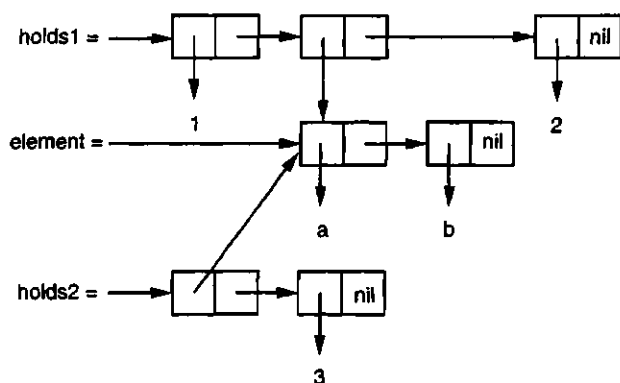 holds1 =
nil
1
2
element =
nil
a
b
holds2 =
nil
3